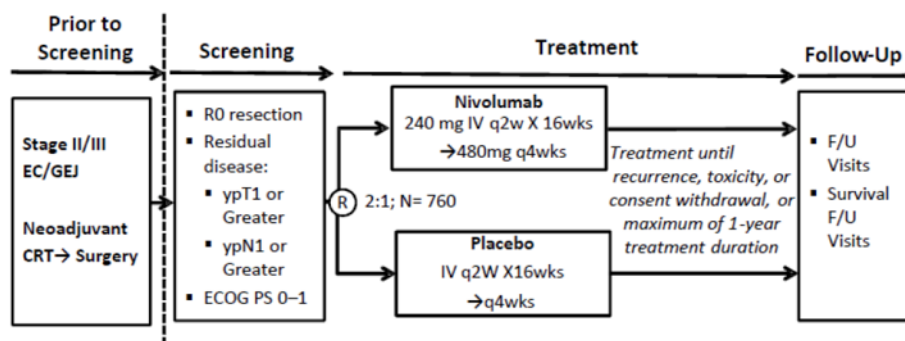 Prior to
Screening
Screening
Treatment
Follow-Up
Stage II/III
EC/GEJ
Neoadjuvant
CRT→ Surgery
▪ R0 resection
▪ Residual
disease:
▪ ypT1 or
Greater
▪ ypN1 or
Greater
▪ ECOG PS 0–1
R 2:1; N= 760
Nivolumab
240 mg IV q2w X 16wks
→480mg q4wks
Placebo
IV q2W X16wks
→q4wks
Treatment until
recurrence, toxicity, or
consent withdrawal, or
maximum of 1-year
treatment duration
▪ F/U
Visits
▪ Survival
F/U
Visits